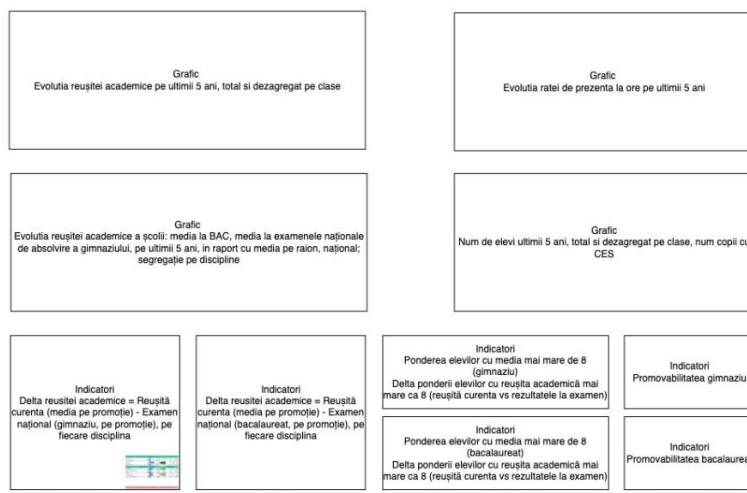 Grafic
Evolutia reușitei academice pe ultimii 5 ani, total si dezagregat pe clase
Grafic
Evolutia ratei de prezenta la ore pe ultimii 5 ani
Grafic
Evolutia reușitei academice a școlii: media la BAC, media la examenele naționale
de absolvire a gimnaziului, pe ultimii 5 ani, in raport cu media pe raion, național;
segregație pe discipline
Grafic
Num de elevi ultimii 5 ani, total si dezagregat pe clase, num copii cu
CES
Indicatori
Delta reusitei academice = Reușită
curenta (media pe promoție) - Examen
național (gimnaziu, pe promoție), pe
fiecare disciplina
Indicatori
Delta reusitei academice = Reușită
curenta (media pe promoție) - Examen
național (bacalaureat, pe promoție), pe
fiecare disciplina
Indicatori
Ponderea elevilor cu media mai mare de 8
(gimnaziu)
Delta ponderii elevilor cu reușita academică mai
mare ca 8 (reușită curenta vs rezultatele la examen)
Indicatori
Promovabilitatea gimnaziu
Indicatori
Ponderea elevilor cu media mai mare de 8
(bacalaureat)
Delta ponderii elevilor cu reușita academică mai
mare ca 8 (reușită curenta vs rezultatele la examen)
Indicatori
Promovabilitatea bacalaurea